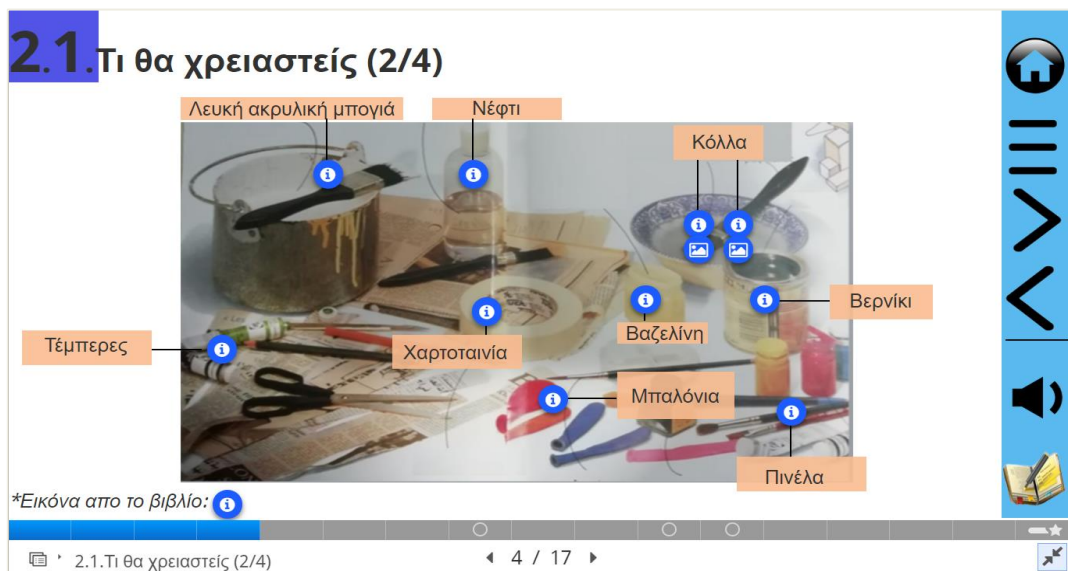 2.1.Τι θα χρειαστείς (2/4)
Λευκή ακρυλική μπογιά
Νέφτι
Κόλλα
Βερνίκι
Βαζελίνη
Τέμπερες
Χαρτοταινία
Μπαλόνια
Πινέλα
*Εικόνα απο το βιβλίο:
2.1.Τι θα χρειαστείς (2/4)
4 / 17